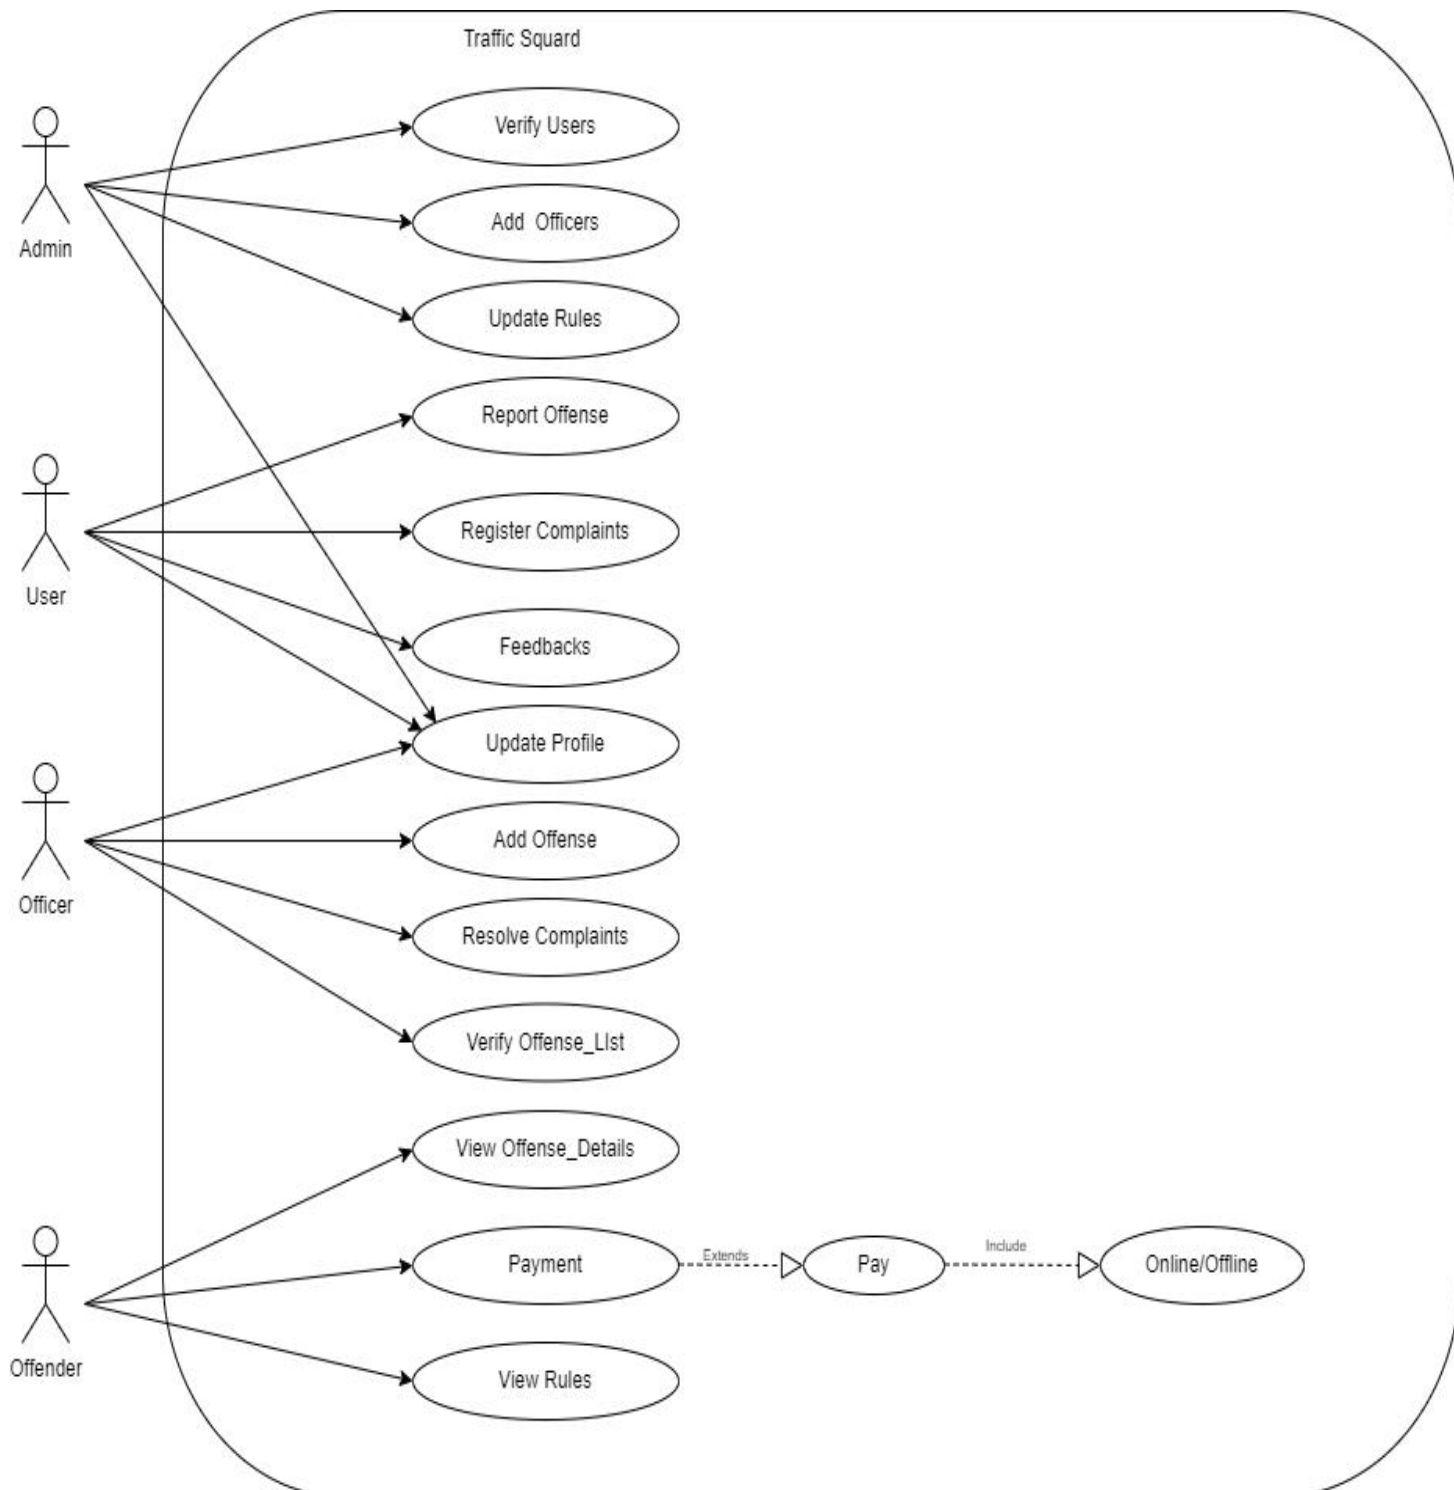 Traffic Squard
Verify Users
Add  Officers
Admin
Update Rules
Report Offense
Register Complaints
User
Feedbacks
Update Profile
Add Offense
Officer
Resolve Complaints
Verify Offense_LIst
View Offense_Details
Payment
Extends
Pay
Include
Online/Offline
Offender
View Rules